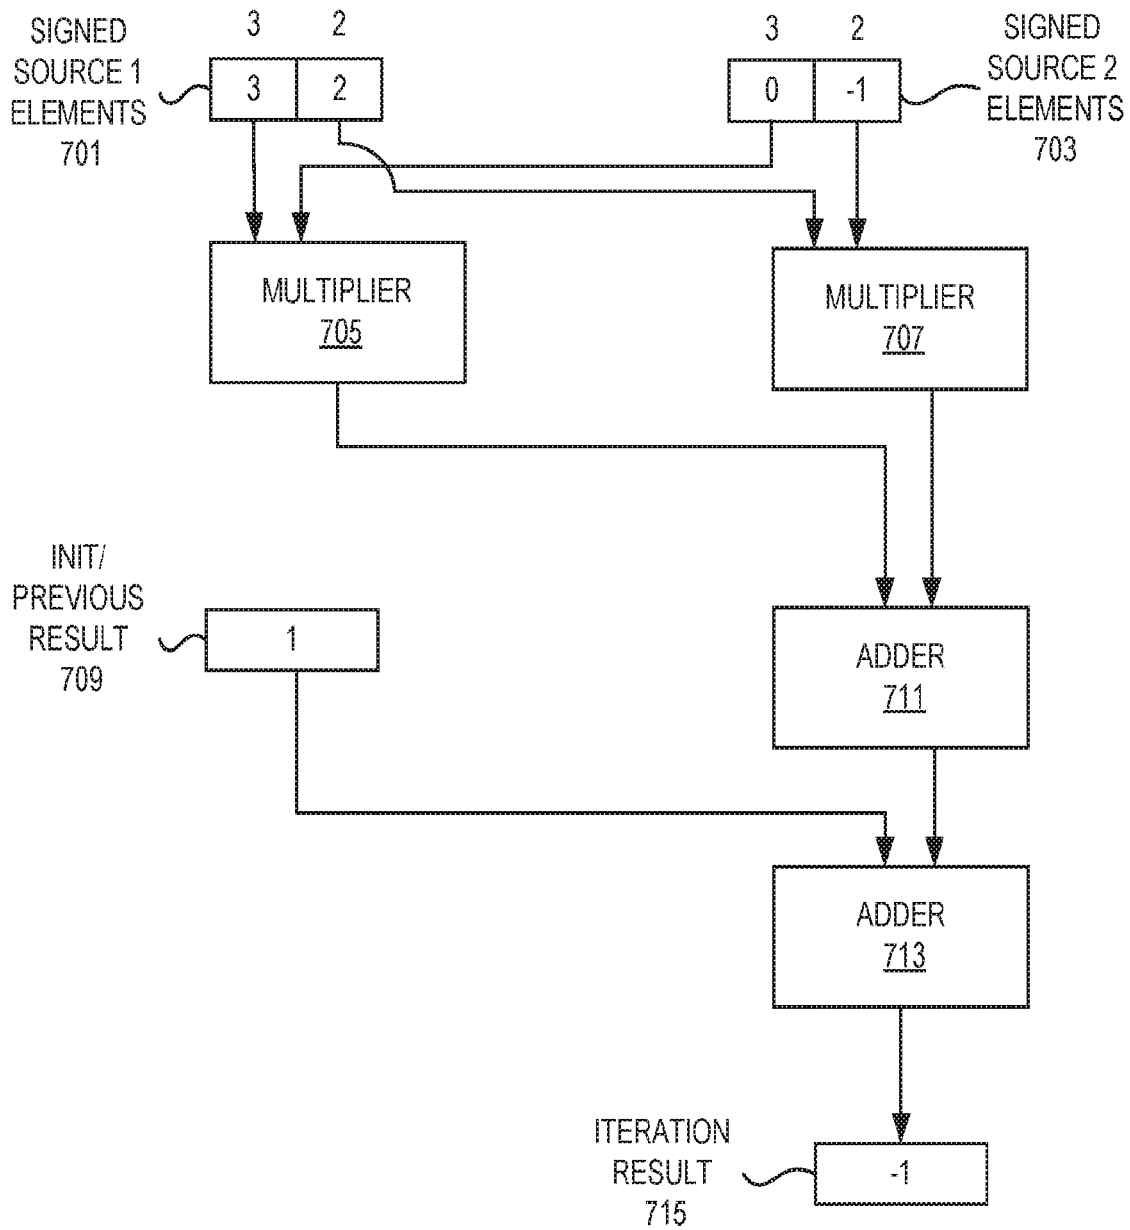 SIGNED
SOURCE 1
ELEMENTS
701
3 2
3 2
3 2
0 -1
SIGNED
SOURCE 2
ELEMENTS
703
MULTIPLIER
705
MULTIPLIER
707
INIT/
PREVIOUS
RESULT
709
1
ADDER
711
ADDER
713
ITERATION
RESULT
715
-1